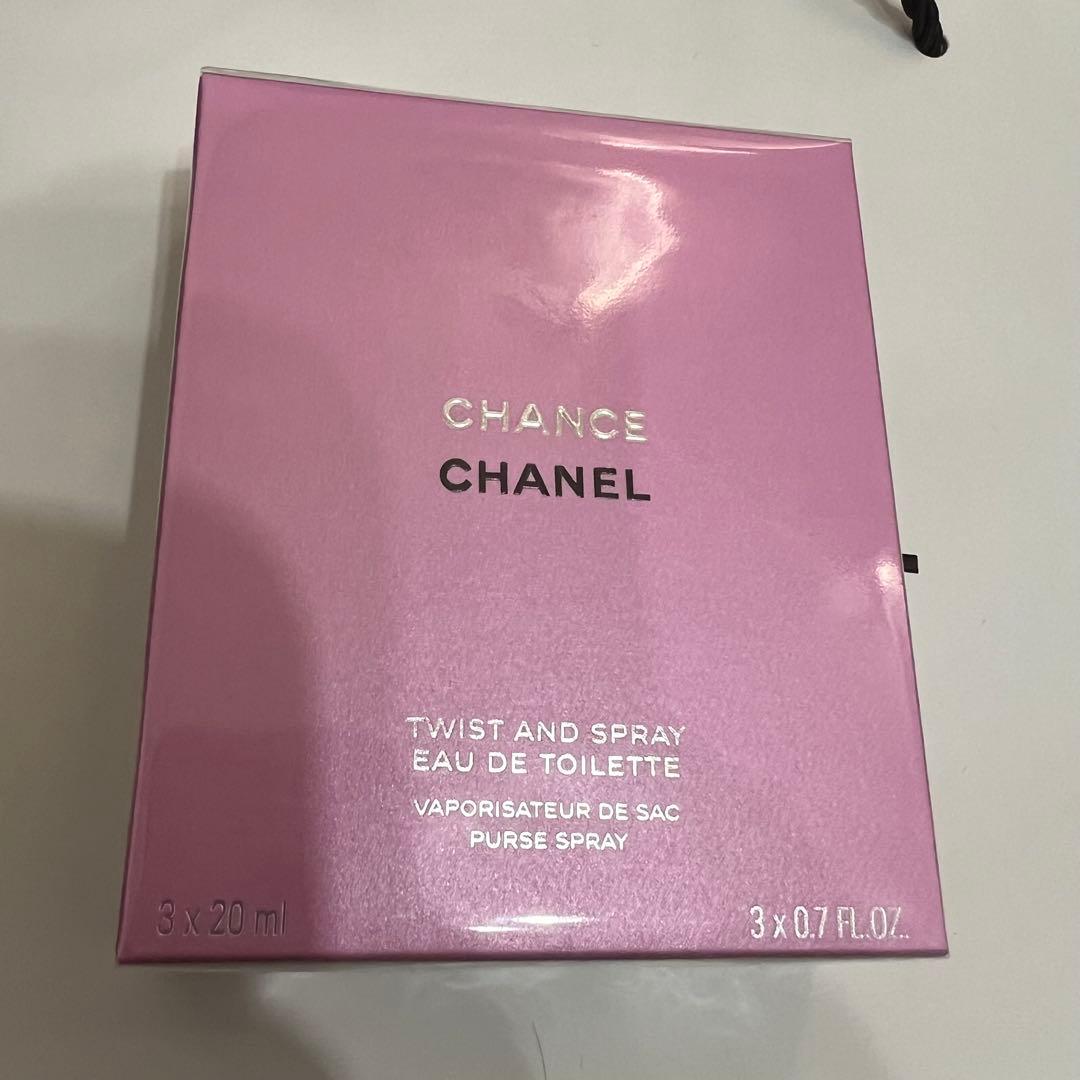 CHANCE
CHANEL
TWIST AND SPRAY
EAU DE TOILETTE
VAPORISATEUR DE SAC
PURSE SPRAY
3 x 20 ml
3 x 0.7 FL.OZ.